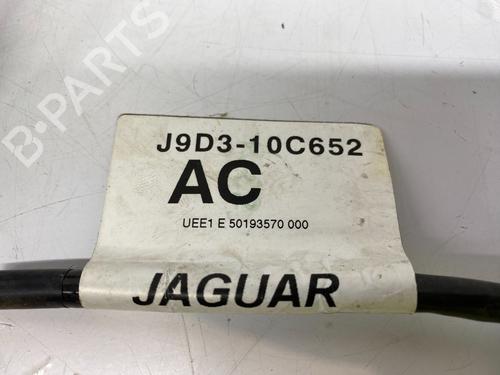 B-PARTS
J9D3-10C652
AC
UEE1 E 50193570 000
JAGUAR